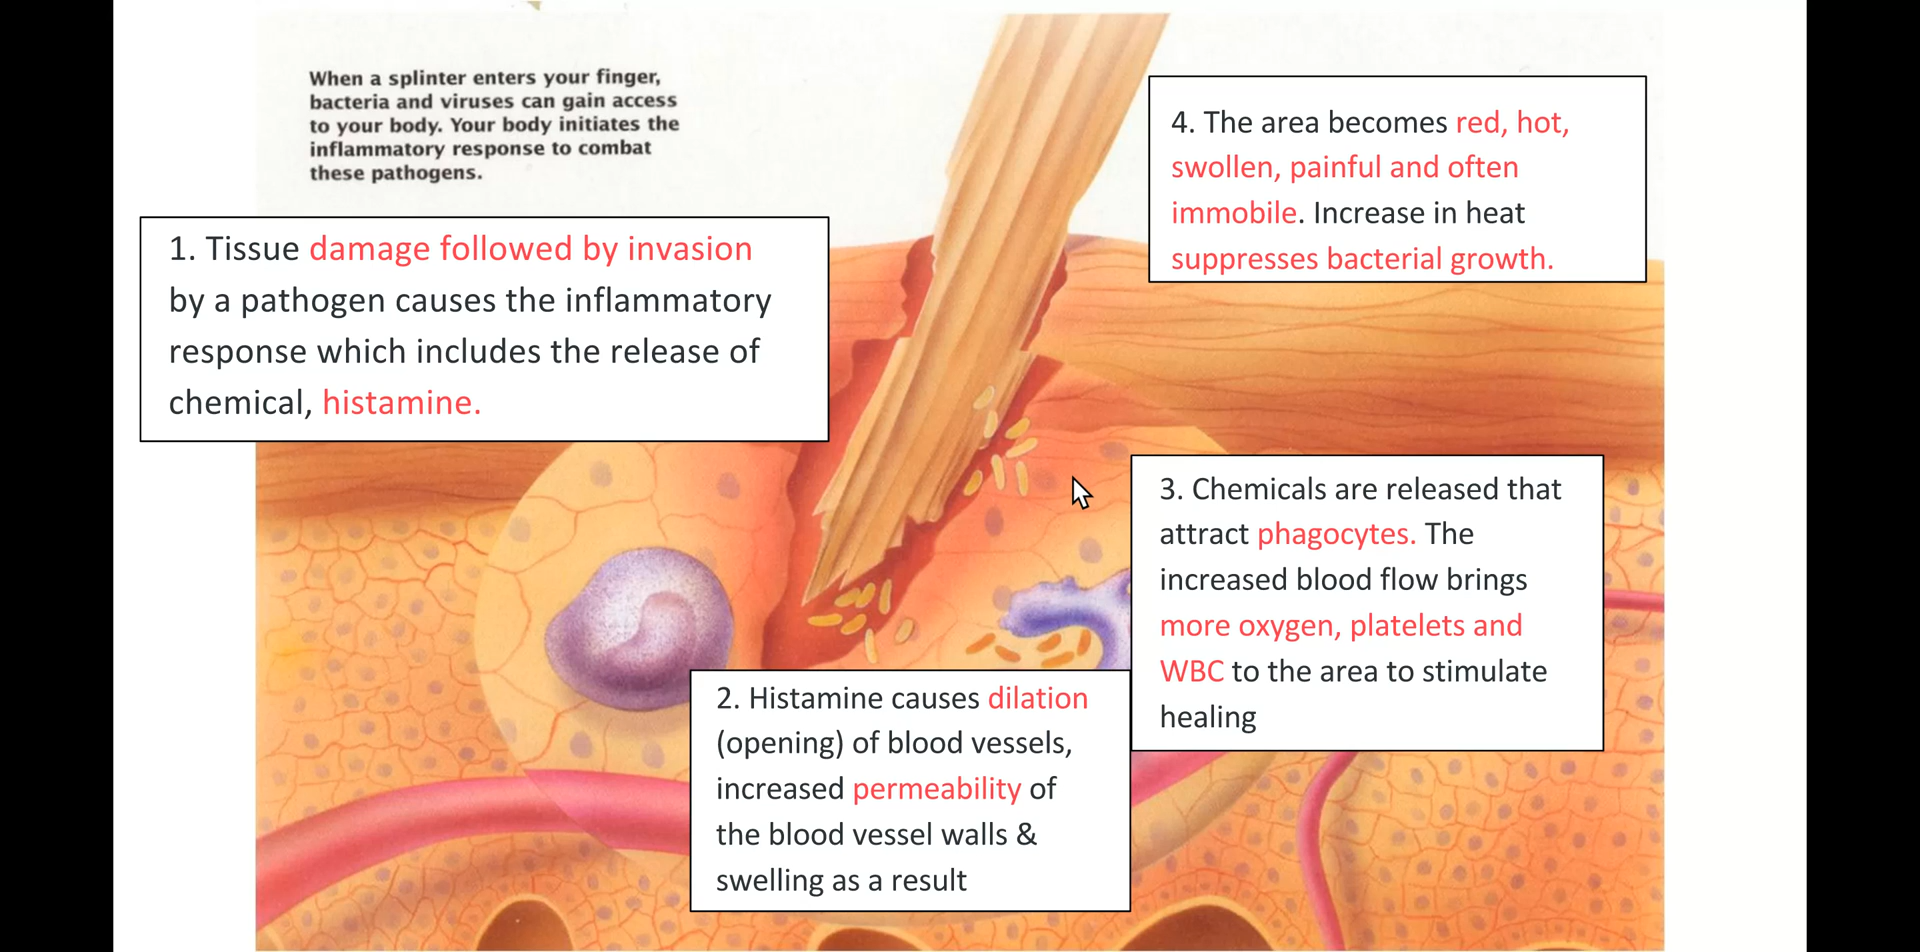 When a splinter enters your finger,
bacteria and viruses can gain access
to your body. Your body initiates the
inflammatory response to combat
these pathogens.
1. Tissue damage followed by invasion
by a pathogen causes the inflammatory
response which includes the release of
chemical, histamine.
2. Histamine causes dilation
(opening) of blood vessels,
increased permeability of
the blood vessel walls &
swelling as a result
3. Chemicals are released that
attract phagocytes. The
increased blood flow brings
more oxygen, platelets and
WBC to the area to stimulate
healing
4. The area becomes red, hot,
swollen, painful and often
immobile. Increase in heat
suppresses bacterial growth.